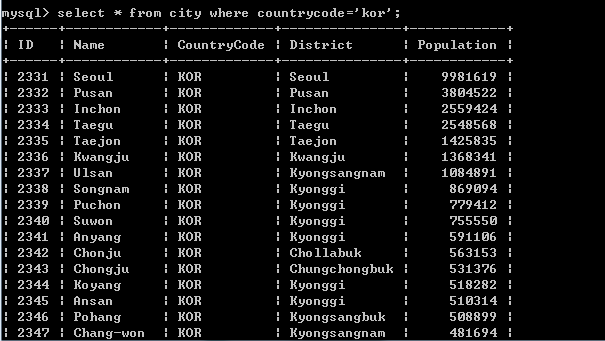 mysql> select * from city where countrycode='kor';
+------+------------+-------------+---------------+------------+
| ID   | Name       | CountryCode | District      | Population |
+------+------------+-------------+---------------+------------+
| 2331 | Seoul      | KOR         | Seoul         |    9981619 |
| 2332 | Pusan      | KOR         | Pusan         |    3804522 |
| 2333 | Inchon     | KOR         | Inchon        |    2559424 |
| 2334 | Taegu      | KOR         | Taegu         |    2548568 |
| 2335 | Taejon     | KOR         | Taejon        |    1425835 |
| 2336 | Kwangju    | KOR         | Kwangju       |    1368341 |
| 2337 | Ulsan      | KOR         | Kyongsangnam  |    1084891 |
| 2338 | Songnam    | KOR         | Kyonggi       |     869094 |
| 2339 | Puchon     | KOR         | Kyonggi       |     779412 |
| 2340 | Suwon      | KOR         | Kyonggi       |     755550 |
| 2341 | Anyang     | KOR         | Kyonggi       |     591106 |
| 2342 | Chonju     | KOR         | Chollabuk     |     563153 |
| 2343 | Chongju    | KOR         | Chungchongbuk |     531376 |
| 2344 | Koyang     | KOR         | Kyonggi       |     518282 |
| 2345 | Ansan      | KOR         | Kyonggi       |     510314 |
| 2346 | Pohang     | KOR         | Kyongsangbuk  |     508899 |
| 2347 | Chang-won  | KOR         | Kyongsangnam  |     481694 |